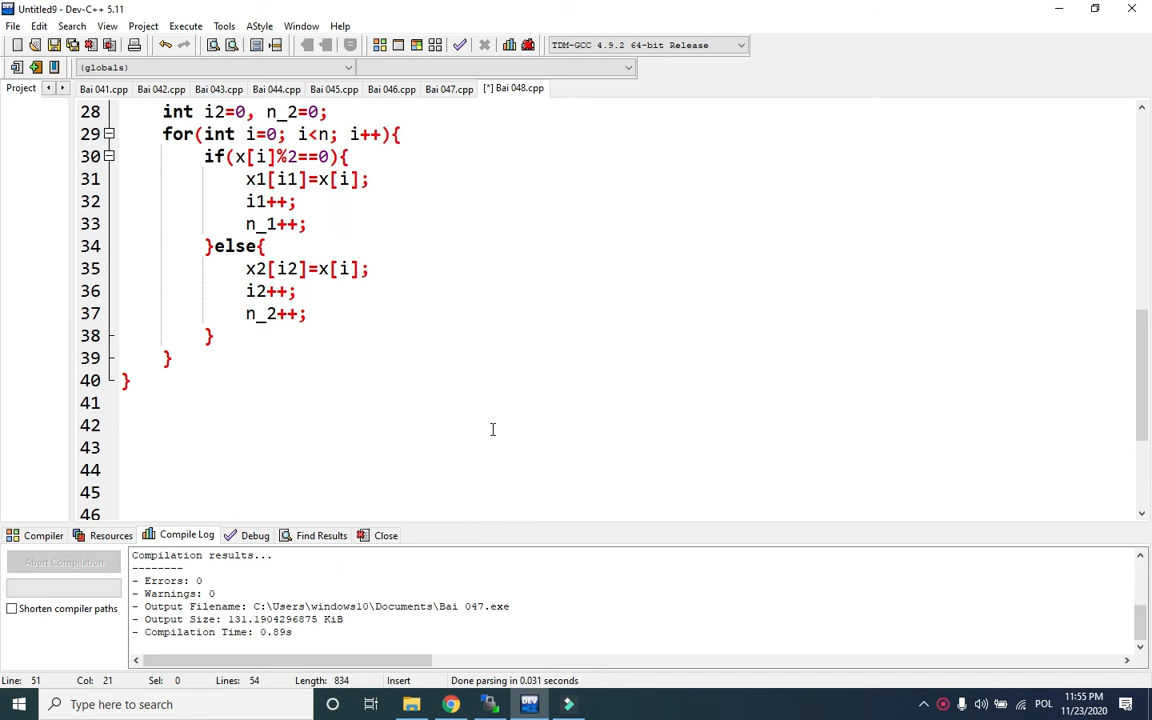 Untitled9 - Dev-C++ 5.11
File Edit Search View Project Execute Tools AStyle Window Help
TDM-GCC 4.9.2 64-bit Release
(globals)
Project Bai 041.cpp Bai 042.cpp Bai 043.cpp Bai 044.cpp Bai 045.cpp Bai 046.cpp Bai 047.cpp [*] Bai 048.cpp
28 int i2=0, n_2=0;
29 for(int i=0; i<n; i++){
30 if(x[i]%2==0){
31 x1[i1]=x[i];
32 i1++;
33 n_1++;
34 }else{
35 x2[i2]=x[i];
36 i2++;
37 n_2++;
38 }
39 }
40 }
41
42
43
44
45
46
Compiler Resources Compile Log Debug Find Results Close
Abort Compilation
Shorten compiler paths
Compilation results...
--------
- Errors: 0
- Warnings: 0
- Output Filename: C:\Users\windows10\Documents\Bai 047.exe
- Output Size: 131.1904296875 KiB
- Compilation Time: 0.89s
Line: 51 Col: 21 Sel: 0 Lines: 54 Length: 834 Insert Done parsing in 0.031 seconds
Type here to search
POL
11:55 PM
11/23/2020